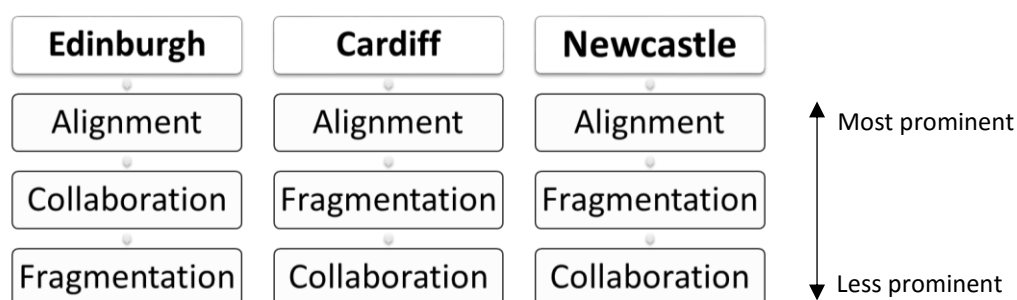 Edinburgh Cardiff Newcastle
Alignment Alignment Alignment Most prominent
Collaboration Fragmentation Fragmentation
Fragmentation Collaboration Collaboration Less prominent